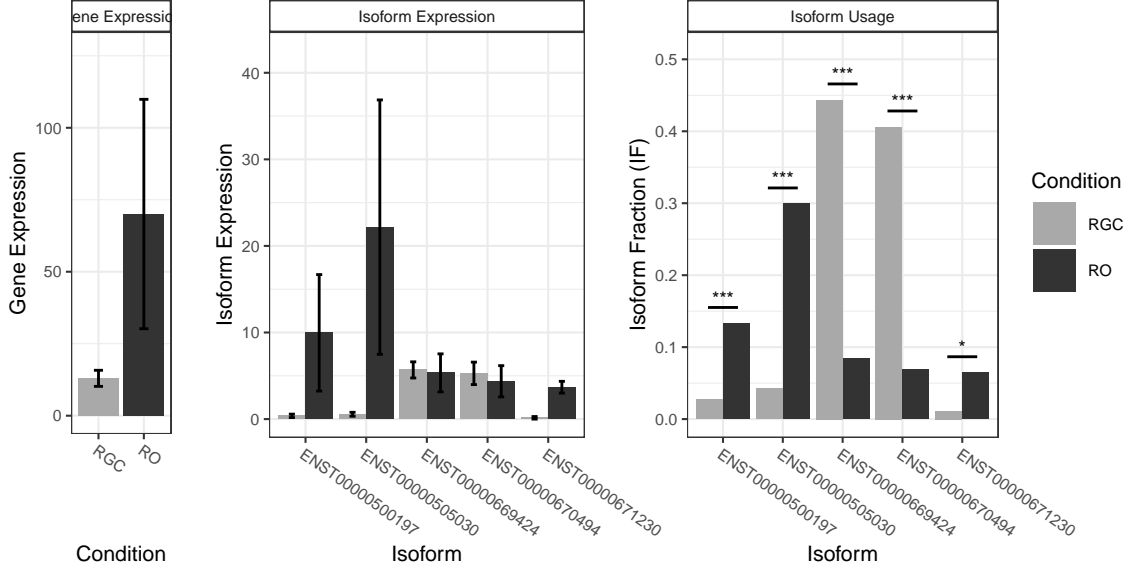 ene Expressio
Gene Expression
100
50
0
RGC
RO
Condition
Isoform Expression
Isoform Expression
40
30
20
10
0
ENST00000500197
ENST00000505030
ENST00000669424
ENST00000670494
ENST00000671230
Isoform
Isoform Usage
Isoform Fraction (IF)
0.5
0.4
0.3
0.2
0.1
0.0
***
***
***
***
*
ENST00000500197
ENST00000505030
ENST00000669424
ENST00000670494
ENST00000671230
Isoform
Condition
RGC
RO